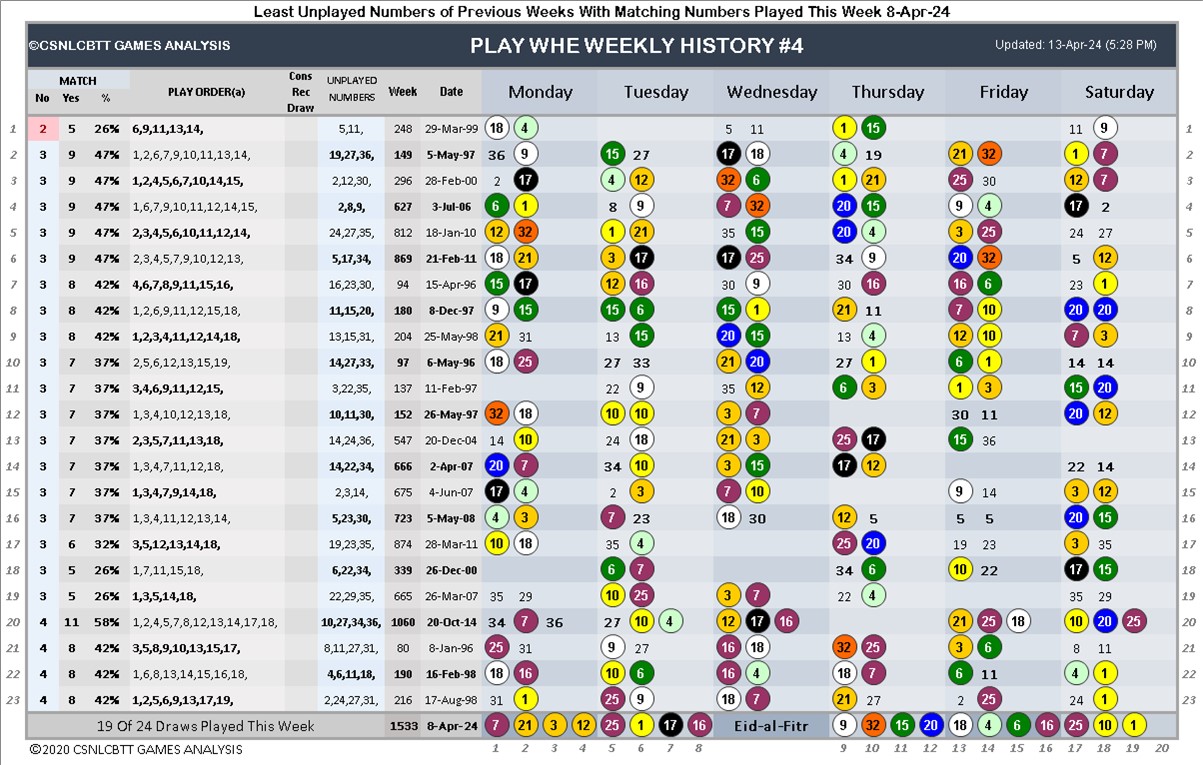 Least Unplayed Numbers of Previous Weeks With Matching Numbers Played This Week 8-Apr-24
©CSNLCBTT GAMES ANALYSIS PLAY WHE WEEKLY HISTORY #4 Updated: 13-Apr-24 (5:28 PM)
MATCH Cons UNPLAYED
No Yes % PLAY ORDER(a) Rec NUMBERS Week Date Monday Tuesday Wednesday Thursday Friday Saturday
Draw
1 2 5 26% 6,9,11,13,14, 5,11, 248 29-Mar-99 18 4 5 11 1 15 11 9 1
2 3 9 47% 1,2,6,7,9,10,11,13,14, 19,27,36, 149 5-May-97 36 9 15 27 17 18 4 19 21 32 1 7 2
3 3 9 47% 1,2,4,5,6,7,10,14,15, 2,12,30, 296 28-Feb-00 2 17 4 12 32 6 1 21 25 30 12 7 3
4 3 9 47% 1,6,7,9,10,11,12,14,15, 2,8,9, 627 3-Jul-06 6 1 8 9 7 32 20 15 9 4 17 2 4
5 3 9 47% 2,3,4,5,6,10,11,12,14, 24,27,35, 812 18-Jan-10 12 32 1 21 35 15 20 4 3 25 24 27 5
6 3 9 47% 2,3,4,5,7,9,10,12,13, 5,17,34, 869 21-Feb-11 18 21 3 17 17 25 34 9 20 32 5 12 6
7 3 8 42% 4,6,7,8,9,11,15,16, 16,23,30, 94 15-Apr-96 15 17 12 16 30 9 30 16 16 6 23 1 7
8 3 8 42% 1,2,6,9,11,12,15,18, 11,15,20, 180 8-Dec-97 9 15 15 6 15 1 21 11 7 10 20 20 8
9 3 8 42% 1,2,3,4,11,12,14,18, 13,15,31, 204 25-May-98 21 31 13 15 20 15 13 4 12 10 7 3 9
10 3 7 37% 2,5,6,12,13,15,19, 14,27,33, 97 6-May-96 18 25 27 33 21 20 27 1 6 1 14 14 10
11 3 7 37% 3,4,6,9,11,12,15, 3,22,35, 137 11-Feb-97 22 9 35 12 6 3 1 3 15 20 11
12 3 7 37% 1,3,4,10,12,13,18, 10,11,30, 152 26-May-97 32 18 10 10 3 7 30 11 20 12 12
13 3 7 37% 2,3,5,7,11,13,18, 14,24,36, 547 20-Dec-04 14 10 24 18 21 3 25 17 15 36 13
14 3 7 37% 1,3,4,7,11,12,18, 14,22,34, 666 2-Apr-07 20 7 34 10 3 15 17 12 22 14 14
15 3 7 37% 1,3,4,7,9,14,18, 2,3,14, 675 4-Jun-07 17 4 2 3 7 10 9 14 3 12 15
16 3 7 37% 1,3,4,11,12,13,14, 5,23,30, 723 5-May-08 4 3 7 23 18 30 12 5 5 5 20 15 16
17 3 6 32% 3,5,12,13,14,18, 19,23,35, 874 28-Mar-11 10 18 35 4 25 20 19 23 3 35 17
18 3 5 26% 1,7,11,15,18, 6,22,34, 339 26-Dec-00 6 7 34 6 10 22 17 15 18
19 3 5 26% 1,3,5,14,18, 22,29,35, 665 26-Mar-07 35 29 10 25 3 7 22 4 35 29 19
20 4 11 58% 1,2,4,5,7,8,12,13,14,17,18, 10,27,34,36, 1060 20-Oct-14 34 7 36 27 10 4 12 17 16 21 25 18 10 20 25 20
21 4 8 42% 3,5,8,9,10,13,15,17, 8,11,27,31, 80 8-Jan-96 25 31 9 27 16 18 32 25 3 6 8 11 21
22 4 8 42% 1,6,8,13,14,15,16,18, 4,6,11,18, 190 16-Feb-98 18 16 10 6 16 4 18 7 6 11 4 1 22
23 4 8 42% 1,2,5,6,9,13,17,19, 2,24,27,31, 216 17-Aug-98 31 1 25 9 18 7 21 27 2 25 24 1 23
19 Of 24 Draws Played This Week 1533 8-Apr-24 7 21 3 12 25 1 17 16 Eid-al-Fitr 9 32 15 20 18 4 6 16 25 10 1
©2020 CSNLCBTT GAMES ANALYSIS 1 2 3 4 5 6 7 8 9 10 11 12 13 14 15 16 17 18 19 20